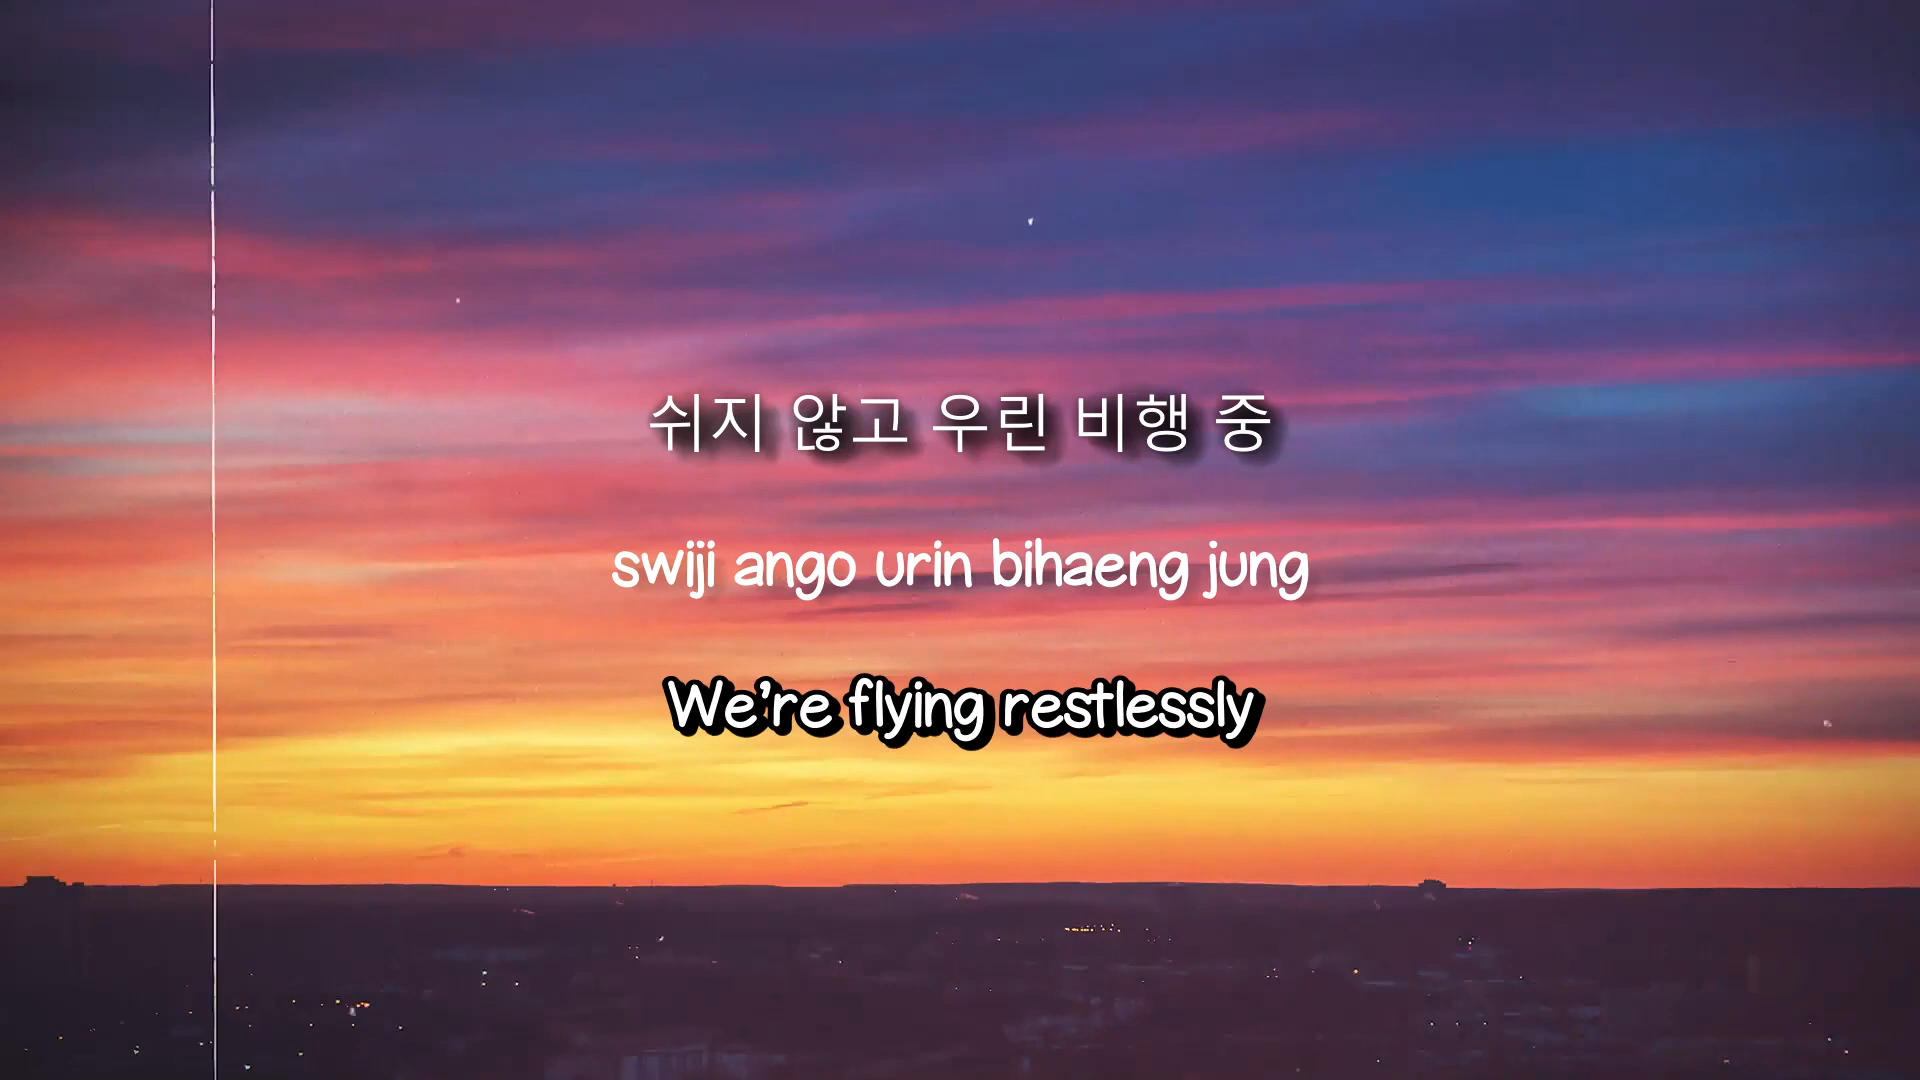 쉬지 않고 우린 비행 중
swiji ango urin bihaeng jung
We're flying restlessly